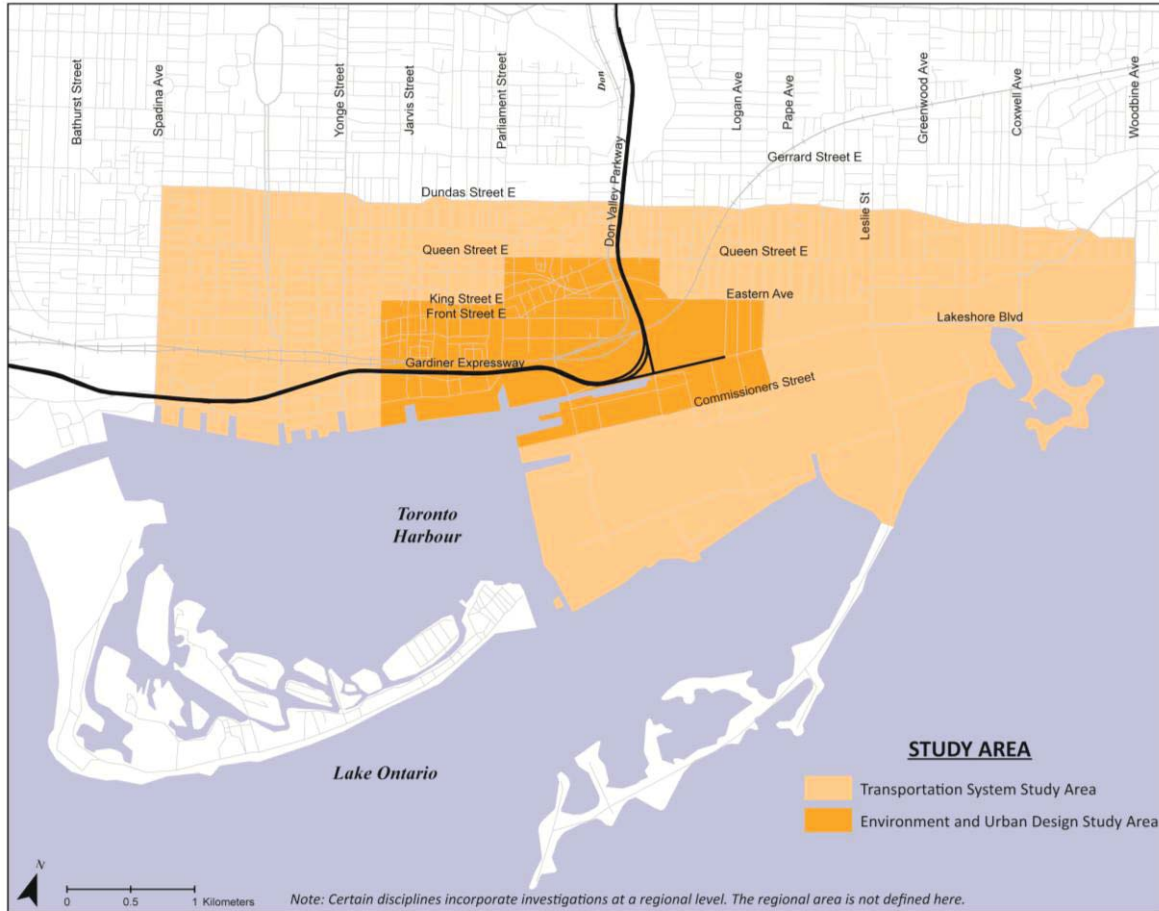 Bathurst Street
Spadina Ave
Yonge Street
Jarvis Street
Parliament Street
Don
Don Valley Parkway
Logan Ave
Pape Ave
Greenwood Ave
Coxwell Ave
Woodbine Ave
Gerrard Street E
Dundas Street E
Leslie St
Queen Street E
Queen Street E
King Street E
Eastern Ave
Front Street E
Lakeshore Blvd
Gardiner Expressway
Commissioners Street
Toronto
Harbour
Lake Ontario
STUDY AREA
Transportation System Study Area
Environment and Urban Design Study Area
N
0 0.5 1 Kilometers
Note: Certain disciplines incorporate investigations at a regional level. The regional area is not defined here.